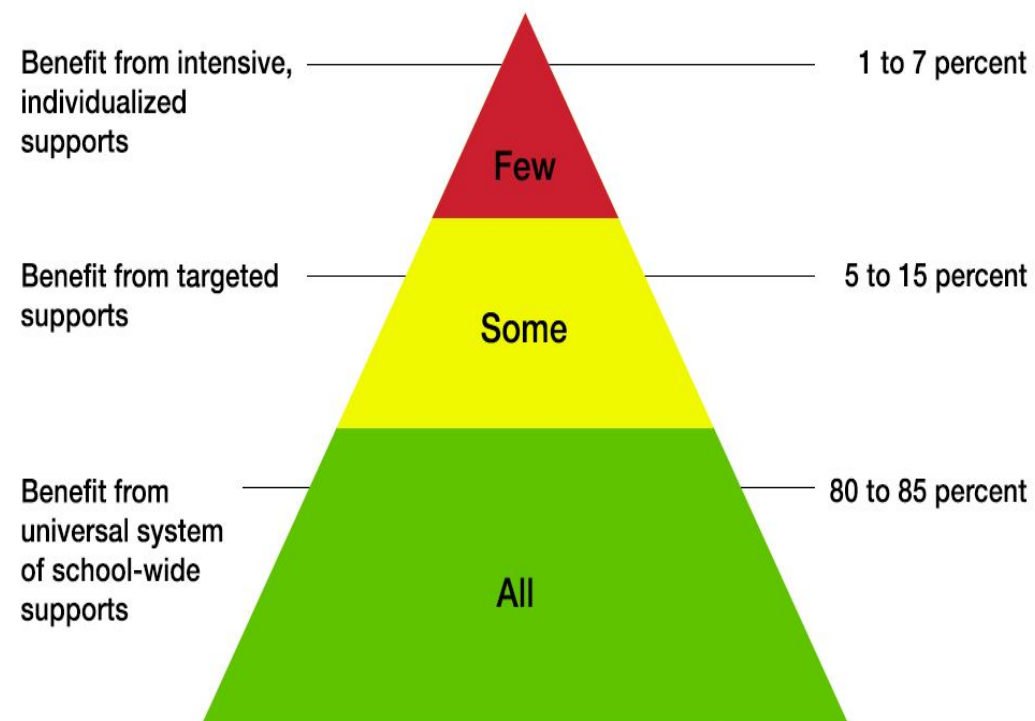 Benefit from intensive,
individualized
supports
1 to 7 percent
Few
Benefit from targeted
supports
5 to 15 percent
Some
Benefit from
universal system
of school-wide
supports
80 to 85 percent
All